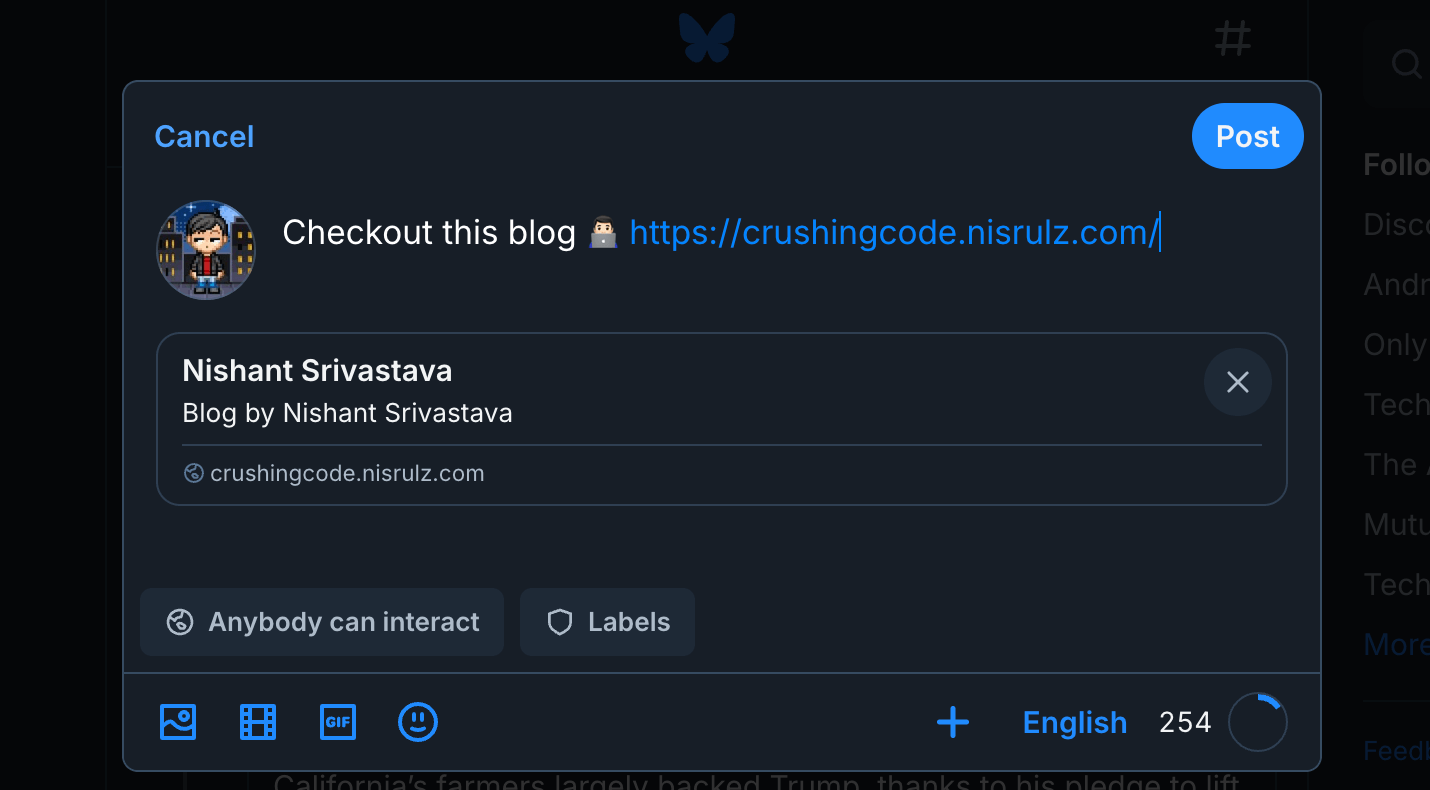 Cancel
Post
Checkout this blog 👨🏻‍💻 https://crushingcode.nisrulz.com/
Nishant Srivastava
Blog by Nishant Srivastava
crushingcode.nisrulz.com
Anybody can interact
Labels
GIF
English
254
California’s farmers largely backed Trump, thanks to his pledge to lift
Follo
Disco
Andr
Only
Tech
The
Mutu
Tech
More
Feedb